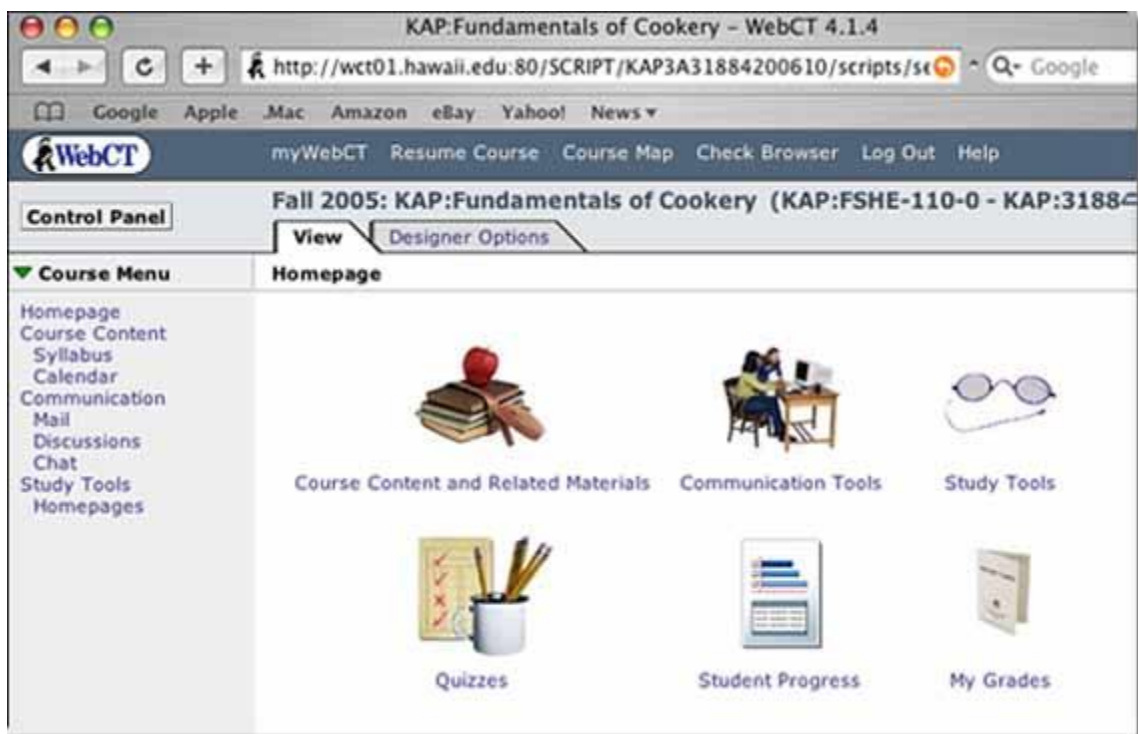 KAP:Fundamentals of Cookery – WebCT 4.1.4
http://wct01.hawaii.edu:80/SCRIPT/KAP3A31884200610/scripts/se Google
Google Apple .Mac Amazon eBay Yahoo! News
WebCT myWebCT Resume Course Course Map Check Browser Log Out Help
Control Panel
Fall 2005: KAP:Fundamentals of Cookery (KAP:FSHE-110-0 - KAP:3188
View Designer Options
Course Menu
Homepage
Homepage
Course Content
Syllabus
Calendar
Communication
Mail
Discussions
Chat
Study Tools
Homepages
Course Content and Related Materials Communication Tools Study Tools
Quizzes Student Progress My Grades